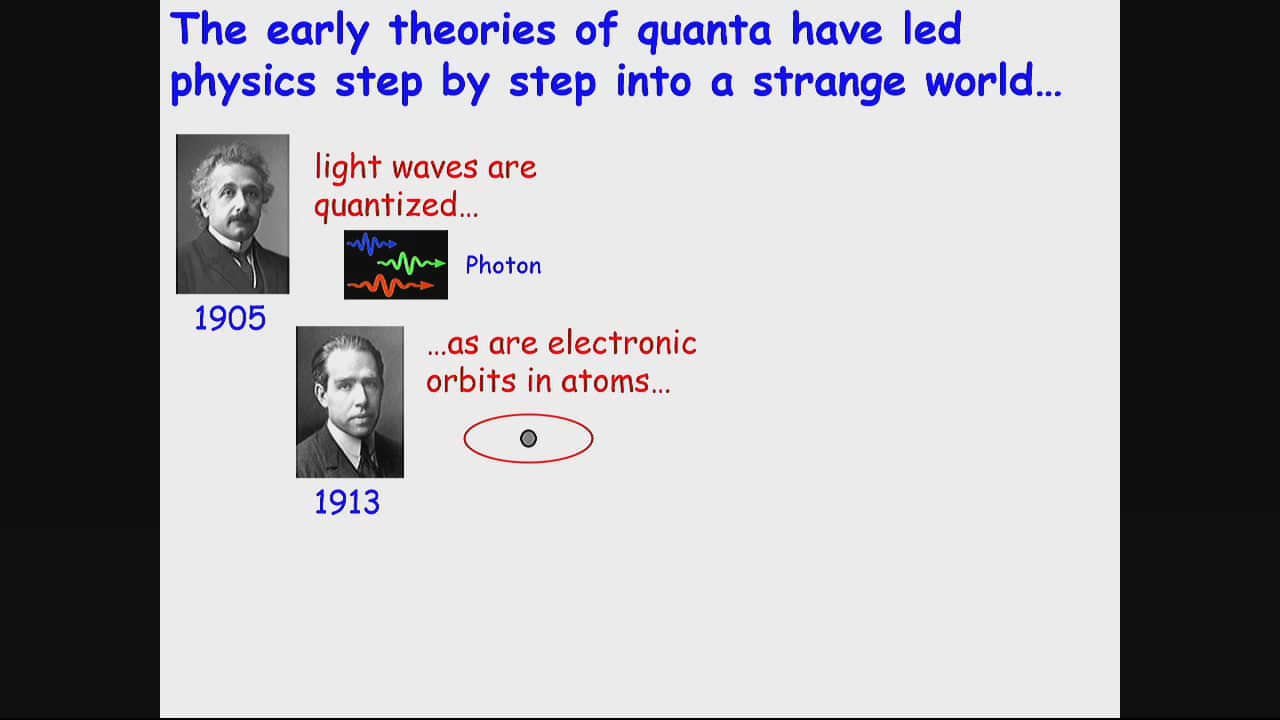 The early theories of quanta have led
physics step by step into a strange world…
light waves are
quantized…
Photon
1905
…as are electronic
orbits in atoms…
1913